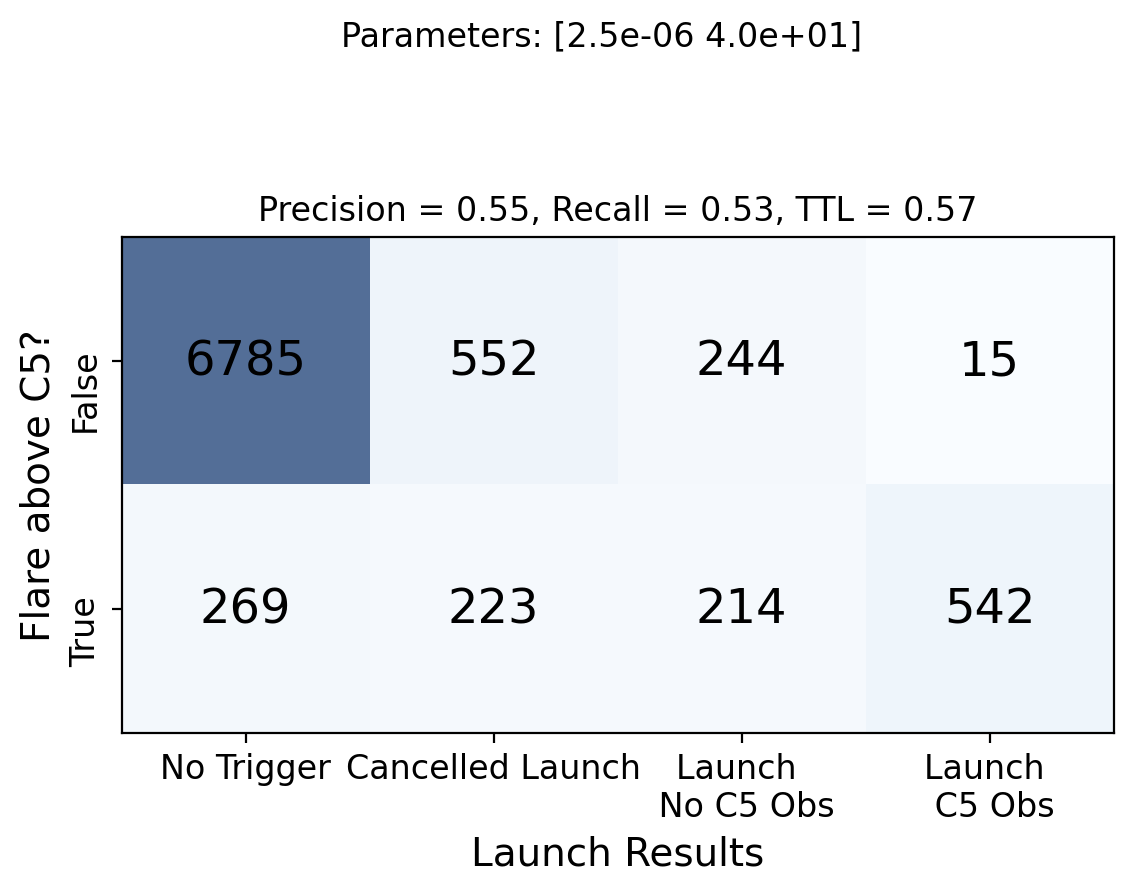 Parameters: [2.5e-06 4.0e+01]
Precision = 0.55, Recall = 0.53, TTL = 0.57
Flare above C5?
False
6785 552 244 15
True
269 223 214 542
No Trigger Cancelled Launch Launch Launch
No C5 Obs C5 Obs
Launch Results